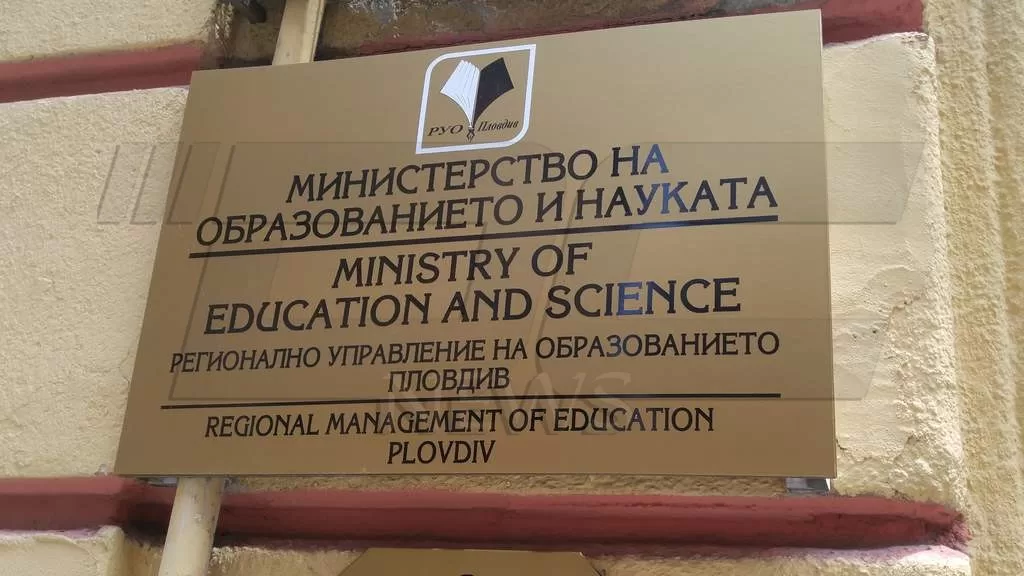 РУО Пловдив
МИНИСТЕРСТВО НА
ОБРАЗОВАНИЕТО И НАУКАТА
MINISTRY OF
EDUCATION AND SCIENCE
РЕГИОНАЛНО УПРАВЛЕНИЕ НА ОБРАЗОВАНИЕТО
ПЛОВДИВ
NEWS
REGIONAL MANAGEMENT OF EDUCATION
PLOVDIV